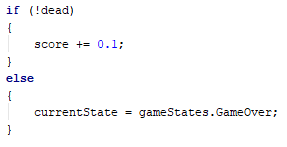 if (!dead)
{
    score += 0.1;
}
else
{
    currentState = gameStates.GameOver;
}